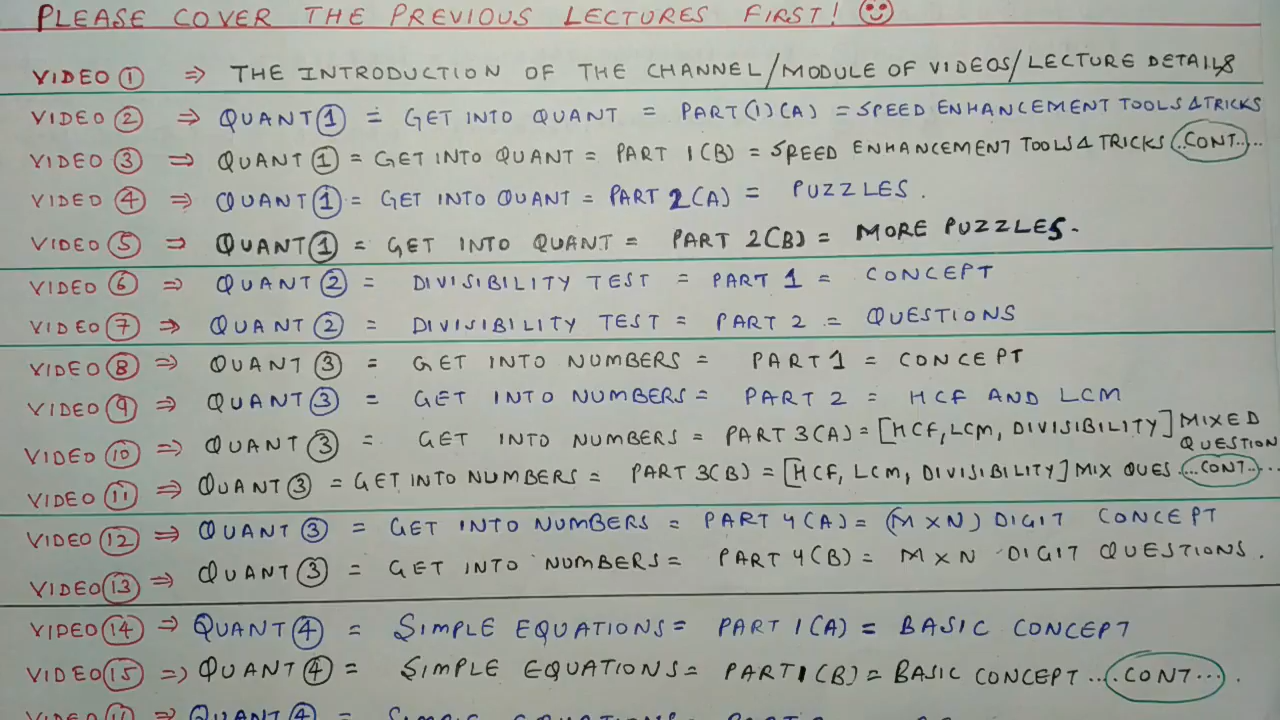 PLEASE COVER THE PREVIOUS LECTURES FIRST! 🙂
VIDEO ① ⇒ THE INTRODUCTION OF THE CHANNEL/MODULE OF VIDEOS/LECTURE DETAILS
VIDEO ② ⇒ QUANT ① = GET INTO QUANT = PART(1)(A) = SPEED ENHANCEMENT TOOLS & TRICKS
VIDEO ③ ⇒ QUANT ① = GET INTO QUANT = PART 1(B) = SPEED ENHANCEMENT TOOLS & TRICKS (.CONT..)..
VIDEO ④ ⇒ QUANT ① = GET INTO QUANT = PART 2(A) = PUZZLES.
VIDEO ⑤ ⇒ QUANT ① = GET INTO QUANT = PART 2(B) = MORE PUZZLES.
VIDEO ⑥ ⇒ QUANT ② = DIVISIBILITY TEST = PART 1 = CONCEPT
VIDEO ⑦ ⇒ QUANT ② = DIVISIBILITY TEST = PART 2 = QUESTIONS
VIDEO ⑧ ⇒ QUANT ③ = GET INTO NUMBERS = PART 1 = CONCEPT
VIDEO ⑨ ⇒ QUANT ③ = GET INTO NUMBERS = PART 2 = HCF AND LCM
VIDEO ⑩ ⇒ QUANT ③ = GET INTO NUMBERS = PART 3(A) = [HCF, LCM, DIVISIBILITY] MIXED QUESTION
VIDEO ⑪ ⇒ QUANT ③ = GET INTO NUMBERS = PART 3(B) = [HCF, LCM, DIVISIBILITY] MIX QUES (...CONT..)...
VIDEO ⑫ ⇒ QUANT ③ = GET INTO NUMBERS = PART 4(A) = (M×N) DIGIT CONCEPT
VIDEO ⑬ ⇒ QUANT ③ = GET INTO NUMBERS = PART 4(B) = M×N DIGIT QUESTIONS.
VIDEO ⑭ ⇒ QUANT ④ = SIMPLE EQUATIONS = PART 1(A) = BASIC CONCEPT
VIDEO ⑮ ⇒ QUANT ④ = SIMPLE EQUATIONS = PART 1(B) = BASIC CONCEPT ...(.CONT...).
VIDEO ⇒ QUANT ④ = SIMPLE EQUATIONS =